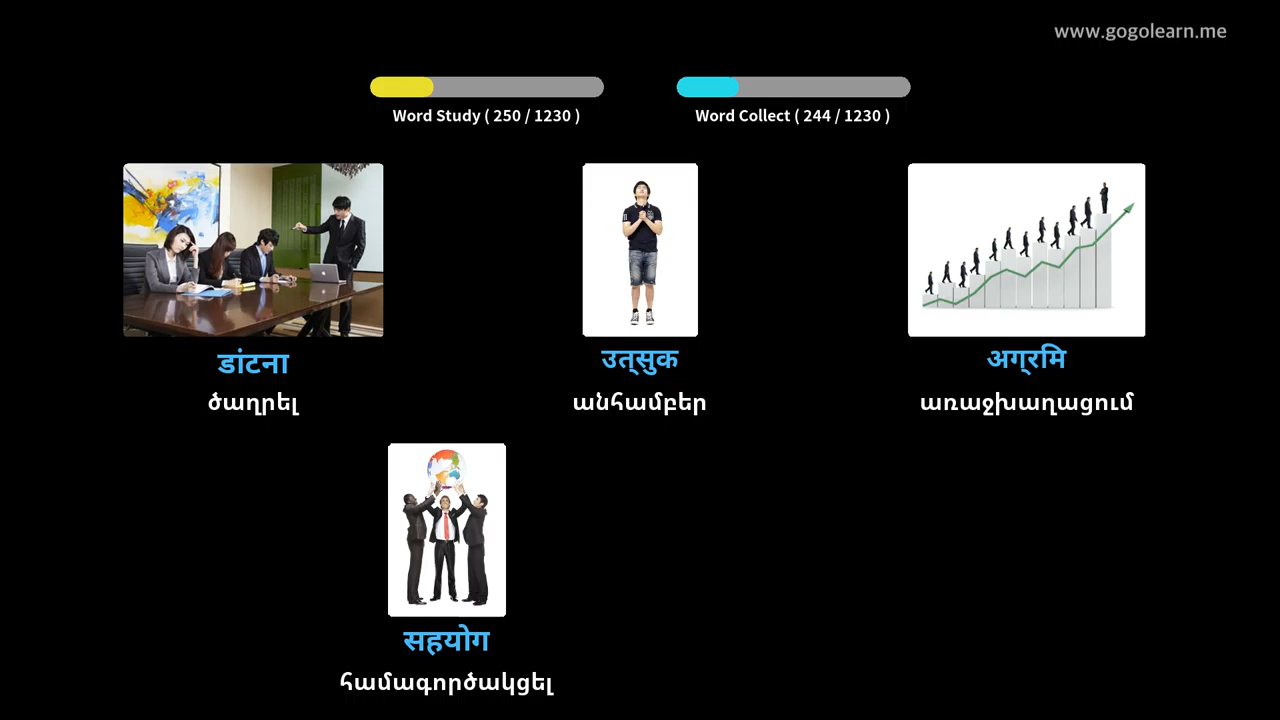 www.gogolearn.me
Word Study ( 250 / 1230 )
Word Collect ( 244 / 1230 )
डांटना
उत्सुक
अग्रमि
ծաղրել
անհամբեր
առաջխաղացում
सहयोग
համագործակցել